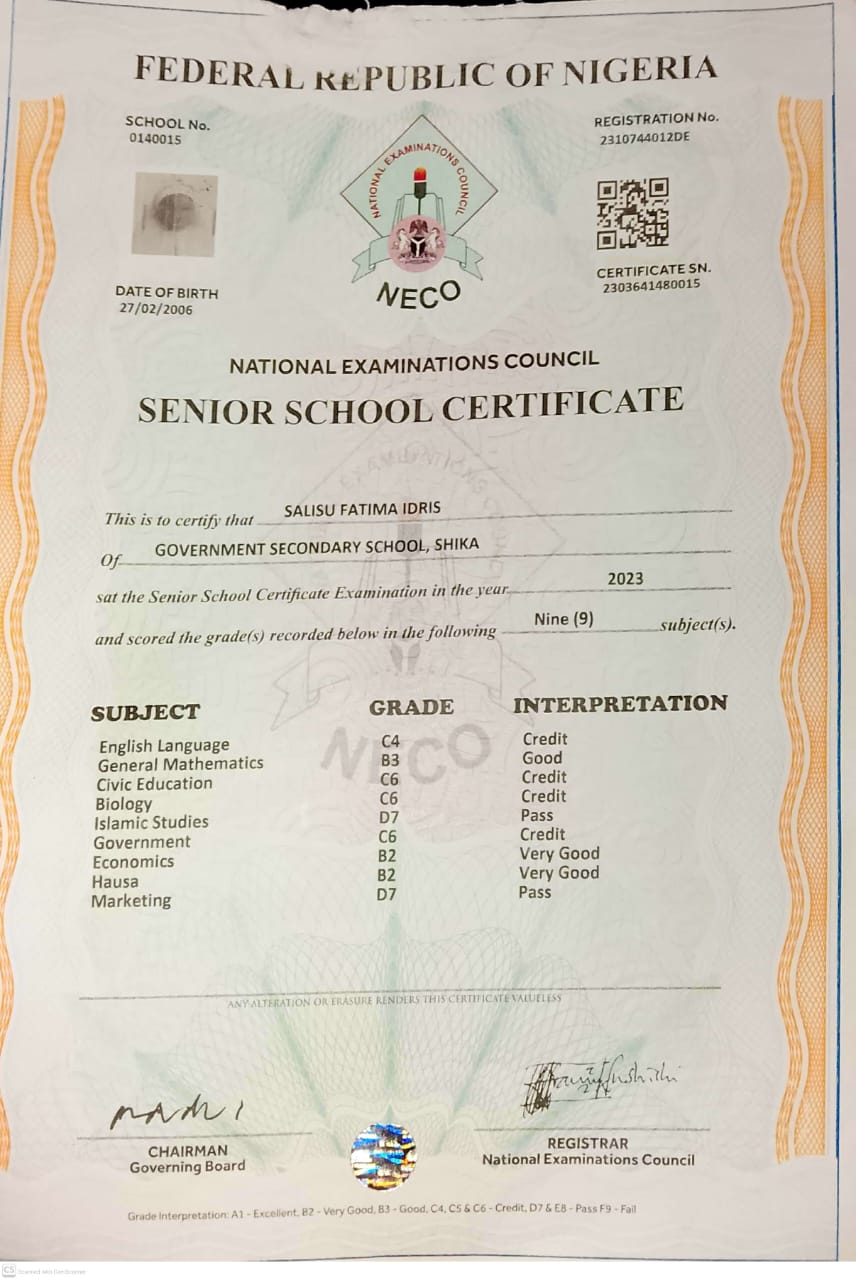 FEDERAL REPUBLIC OF NIGERIA
SCHOOL No.
0140015
REGISTRATION No.
2310744012DE
NATIONAL EXAMINATIONS COUNCIL
NECO
DATE OF BIRTH
27/02/2006
CERTIFICATE SN.
2303641480015
NATIONAL EXAMINATIONS COUNCIL
SENIOR SCHOOL CERTIFICATE
This is to certify that SALISU FATIMA IDRIS
Of GOVERNMENT SECONDARY SCHOOL, SHIKA
sat the Senior School Certificate Examination in the year 2023
and scored the grade(s) recorded below in the following Nine (9) subject(s).
SUBJECT GRADE INTERPRETATION
English Language C4 Credit
General Mathematics B3 Good
Civic Education C6 Credit
Biology C6 Credit
Islamic Studies D7 Pass
Government C6 Credit
Economics B2 Very Good
Hausa B2 Very Good
Marketing D7 Pass
NECO
ANY ALTERATION OR ERASURE RENDERS THIS CERTIFICATE VALUELESS
CHAIRMAN
Governing Board
REGISTRAR
National Examinations Council
Grade Interpretation: A1 - Excellent, B2 - Very Good, B3 - Good, C4, C5 & C6 - Credit, D7 & E8 - Pass F9 - Fail
CS Scanned with CamScanner